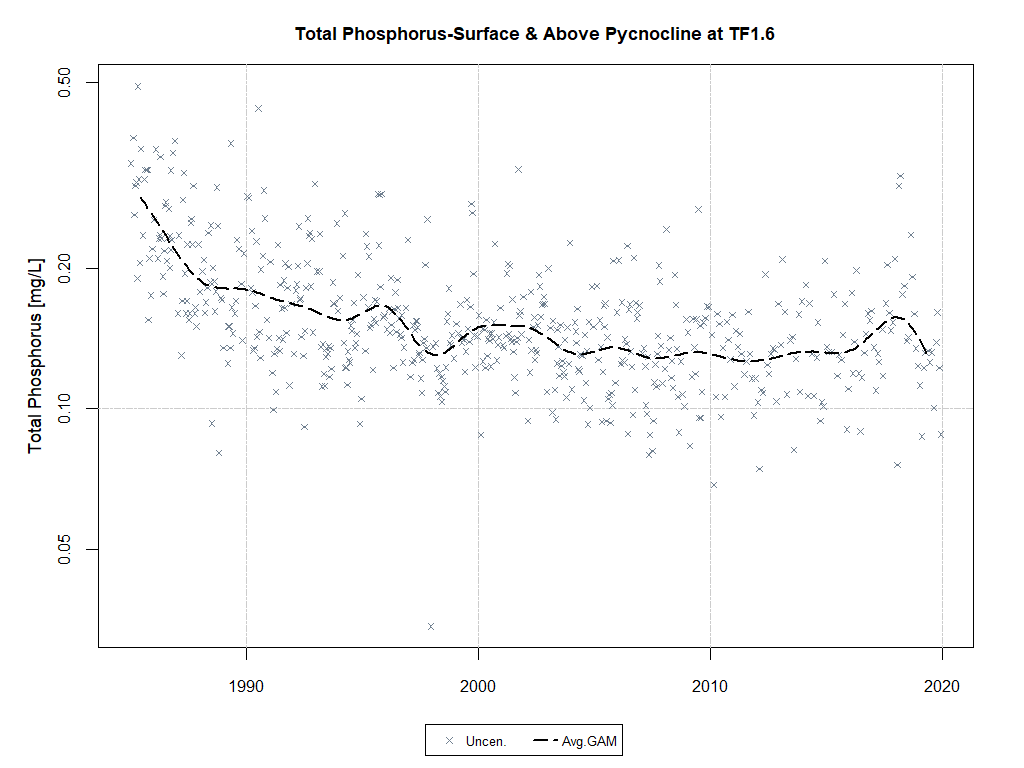 Total Phosphorus-Surface & Above Pycnocline at TF1.6
Total Phosphorus [mg/L]
0.50
0.20
0.10
0.05
1990 2000 2010 2020
Uncen. Avg.GAM